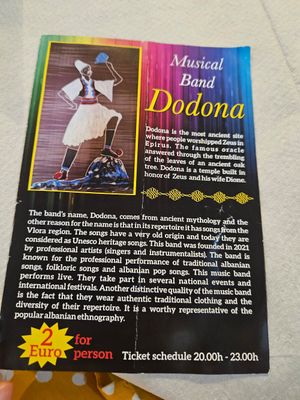 Musical
Band
Dodona
Dodona is the most ancient site
where people worshipped Zeus in
Epirus. The famous oracle
answered through the trembling
of the leaves of an ancient oak
tree. Dodona is a temple built in
honor of Zeus and his wife Dione.
The band's name, Dodona, comes from ancient mythology and the
other reason for the name is that in its repertoire it has songs from the
Vlora region. The songs have a very old origin and today they are
considered as Unesco heritage songs. This band was founded in 2021
by professional artists (singers and instrumentalists). The band is
known for the professional performance of traditional albanian
songs, folkloric songs and albanian pop songs. This music band
performs live. They take part in several national events and
international festivals. Another distinctive quality of the music band
is the fact that they wear authentic traditional clothing and the
diversity of their repertoire. It is a worthy representative of the
popular albanian ethnography.
2
Euro
for
person
Ticket schedule 20.00h - 23.00h